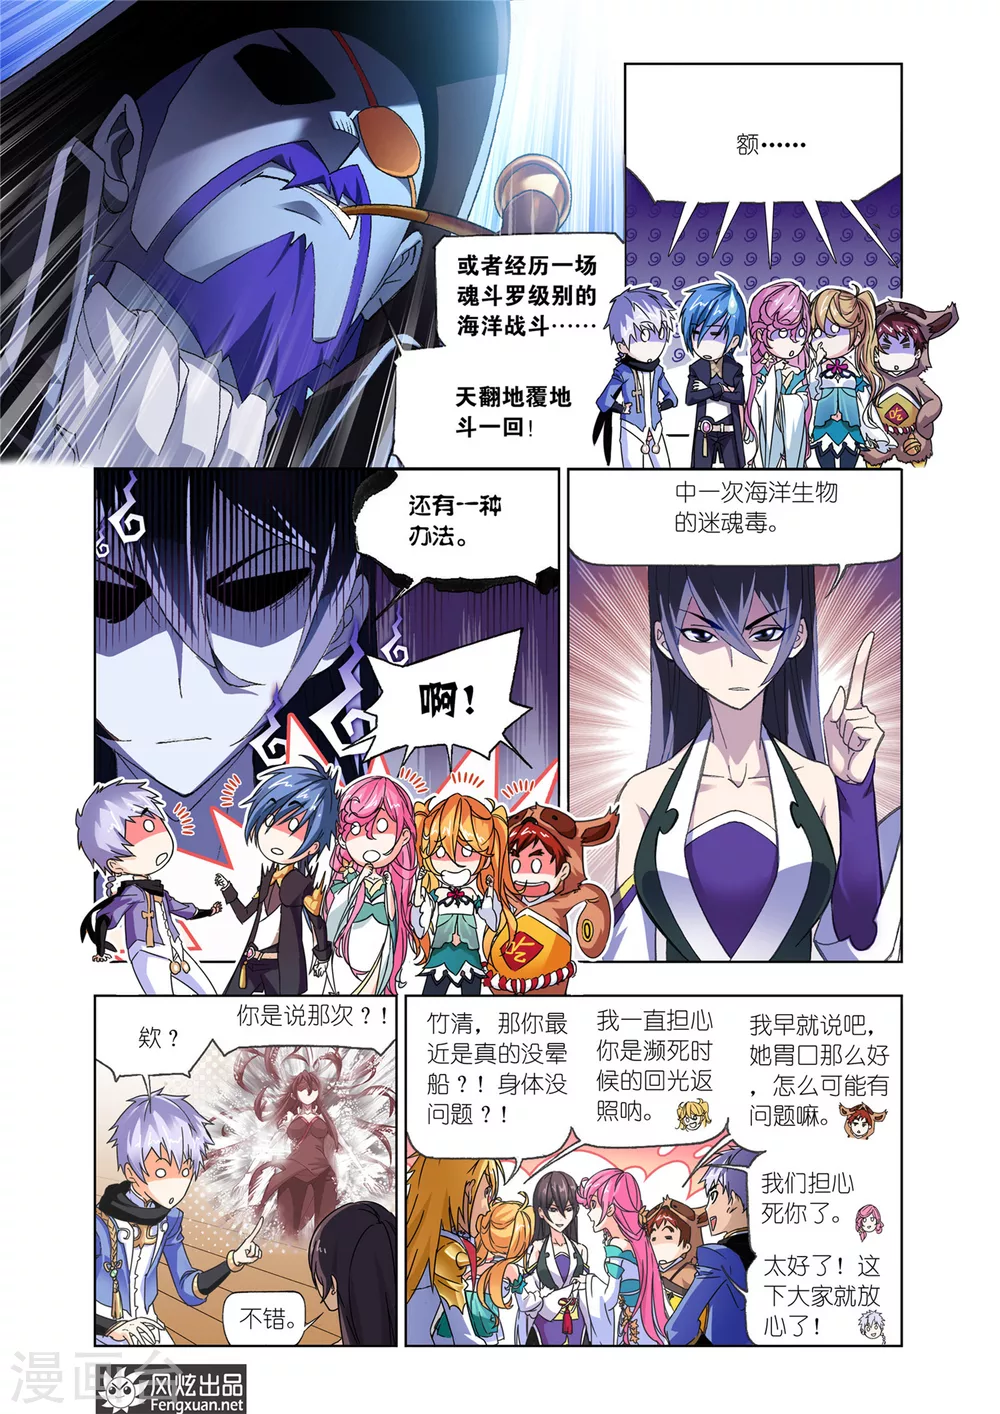 额……
或者经历一场
魂斗罗级别的
海洋战斗……
天翻地覆地
斗一回！
还有一种
办法。
中一次海洋生物
的迷魂毒。
啊！
欸？
你是说那次？！
不错。
竹清，那你最
近是真的没晕
船？！身体没
问题？！
我一直担心
你是濒死时
候的回光返
照呐。
我早就说吧，
她胃口那么好
，怎么可能有
问题嘛。
我们担心
死你了。
太好了！这
下大家就放
心了！
漫画台
风炫出品
Fengxuan.net